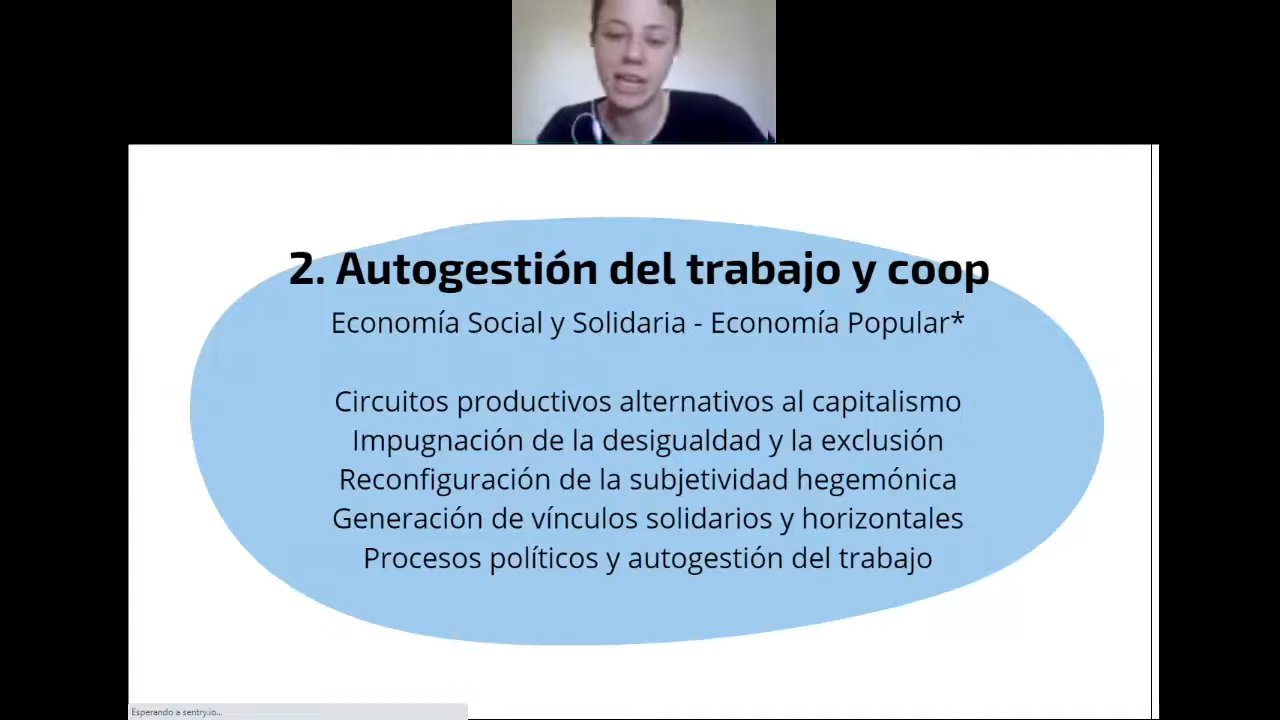 2. Autogestión del trabajo y coop
Economía Social y Solidaria - Economía Popular*
Circuitos productivos alternativos al capitalismo
Impugnación de la desigualdad y la exclusión
Reconfiguración de la subjetividad hegemónica
Generación de vínculos solidarios y horizontales
Procesos políticos y autogestión del trabajo
Esperando a sentry.io...